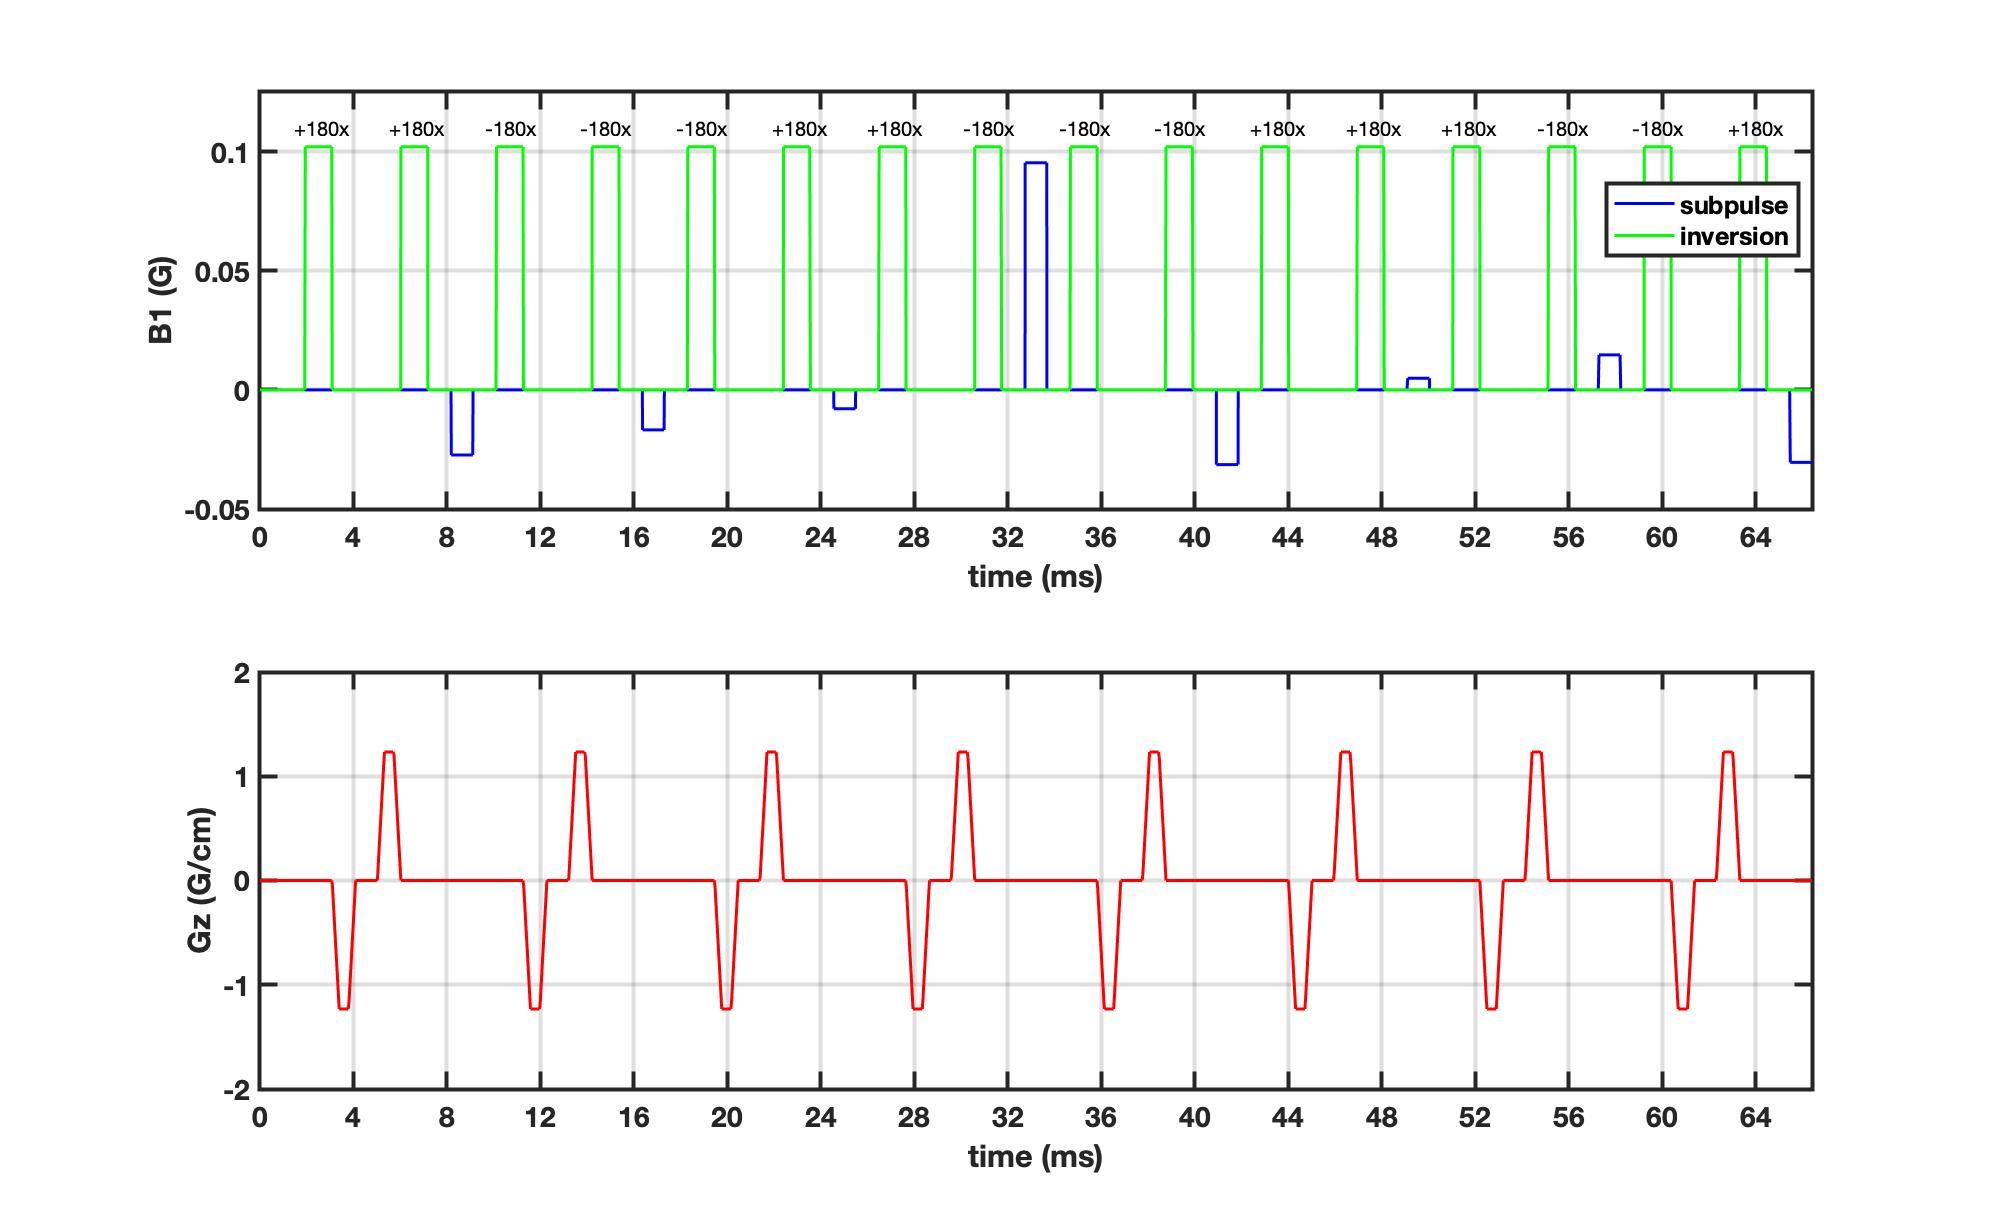 +180x +180x -180x -180x -180x +180x +180x -180x -180x -180x +180x +180x +180x -180x -180x +180x
0.1
0.05
0
-0.05
B1 (G)
subpulse
inversion
0 4 8 12 16 20 24 28 32 36 40 44 48 52 56 60 64
time (ms)
2
1
0
-1
-2
Gz (G/cm)
0 4 8 12 16 20 24 28 32 36 40 44 48 52 56 60 64
time (ms)